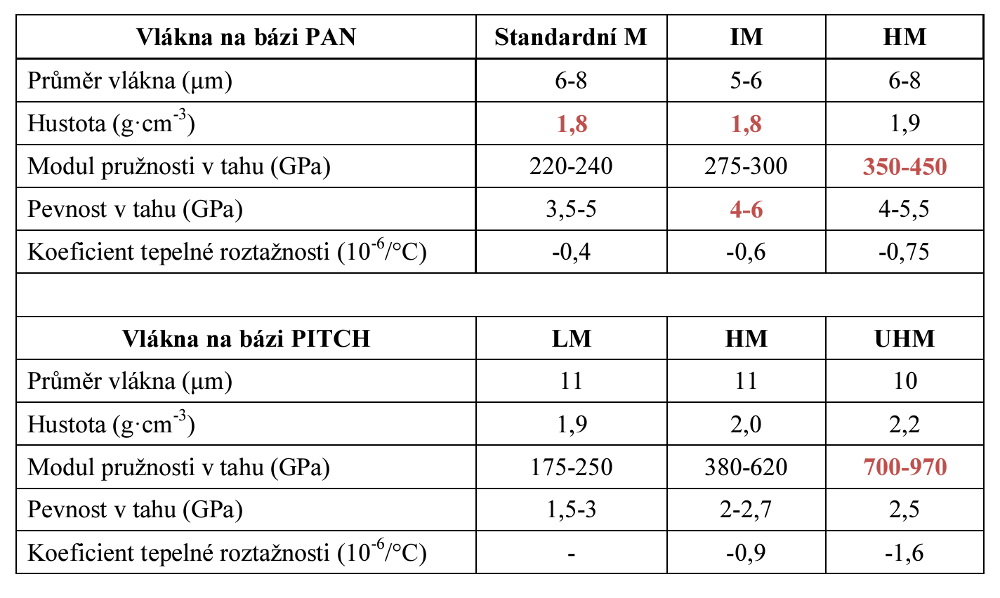 Vlákna na bázi PAN Standardní M IM HM
Průměr vlákna (μm) 6-8 5-6 6-8
Hustota (g·cm-3) 1,8 1,8 1,9
Modul pružnosti v tahu (GPa) 220-240 275-300 350-450
Pevnost v tahu (GPa) 3,5-5 4-6 4-5,5
Koeficient tepelné roztažnosti (10-6/°C) -0,4 -0,6 -0,75
Vlákna na bázi PITCH LM HM UHM
Průměr vlákna (μm) 11 11 10
Hustota (g·cm-3) 1,9 2,0 2,2
Modul pružnosti v tahu (GPa) 175-250 380-620 700-970
Pevnost v tahu (GPa) 1,5-3 2-2,7 2,5
Koeficient tepelné roztažnosti (10-6/°C) - -0,9 -1,6